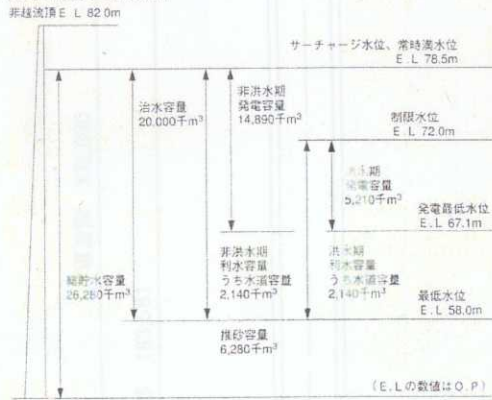 非越流頂E L 82.0m
サーチャージ水位、常時満水位
E.L 78.5m
治水容量
20,000千m³
非洪水期
発電容量
14,890千m³
制限水位
E.L 72.0m
洪水期
発電容量
5,210千m³
発電最低水位
E.L 67.1m
総貯水容量
26,280千m³
非洪水期
利水容量
うち水道容量
2,140千m³
洪水期
利水容量
うち水道容量
2,140千m³
最低水位
E.L 58.0m
堆砂容量
6,280千m³
(E.Lの数値はO.P)